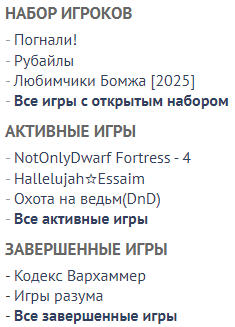 НАБОР ИГРОКОВ
- Погнали!
- Рубайлы
- Любимчики Бомжа [2025]
- Все игры с открытым набором
АКТИВНЫЕ ИГРЫ
- NotOnlyDwarf Fortress - 4
- Hallelujah☆Essaim
- Охота на ведьм(DnD)
- Все активные игры
ЗАВЕРШЕННЫЕ ИГРЫ
- Кодекс Вархаммер
- Игры разума
- Все завершенные игры